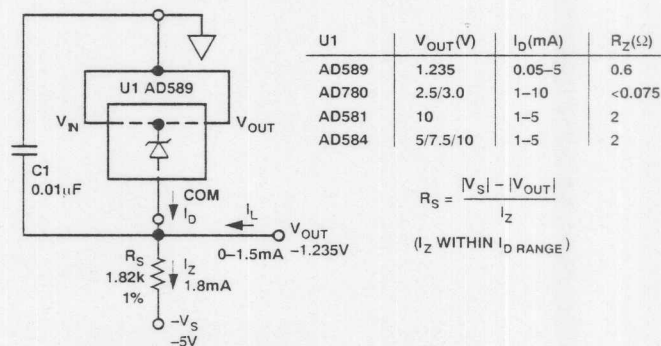 U1 AD589
V_IN
V_OUT
C1
0.01μF
COM
I_D
I_L
V_OUT
0–1.5mA
–1.235V
R_S
1.82k
1%
I_Z
1.8mA
–V_S
–5V
U1 V_OUT(V) I_D(mA) R_Z(Ω)
AD589 1.235 0.05–5 0.6
AD780 2.5/3.0 1–10 <0.075
AD581 10 1–5 2
AD584 5/7.5/10 1–5 2
R_S = |V_S| – |V_OUT| / I_Z
(I_Z WITHIN I_D RANGE)